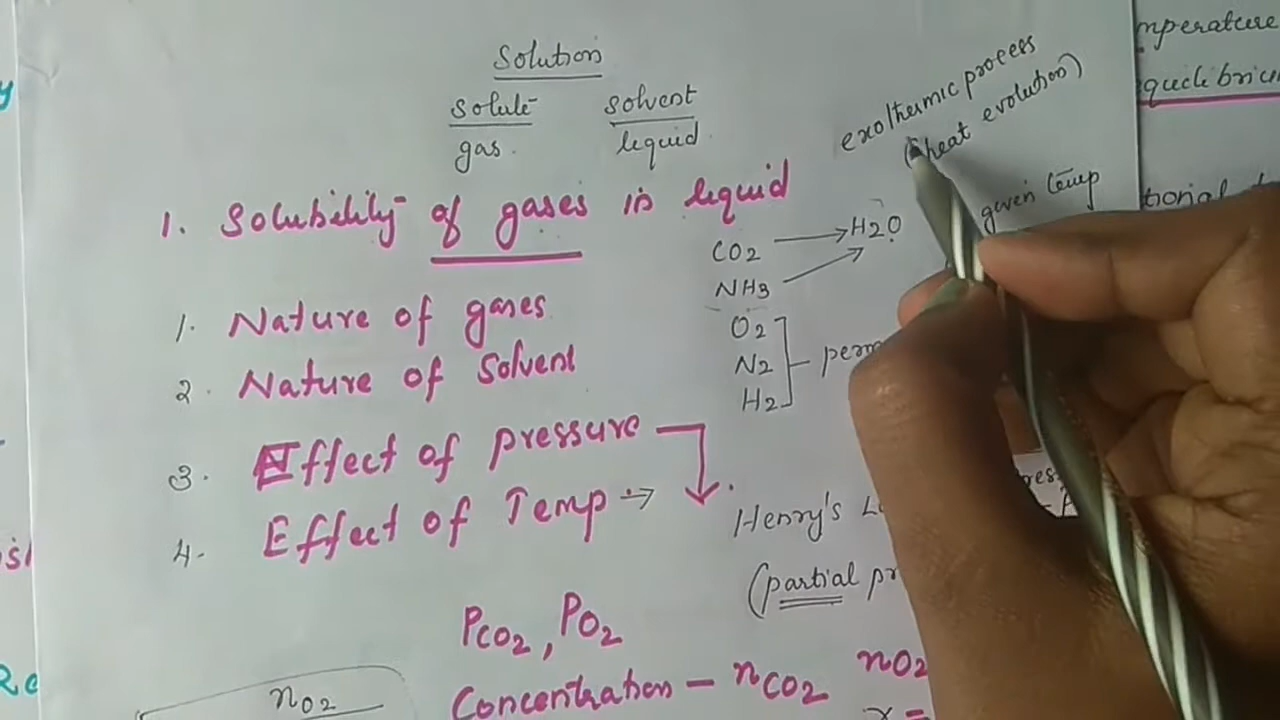 Solution
solute solvent
gas liquid
exothermic process
(heat evolution)
1. Solubility of gases in liquid
given temp
CO2 → H2O
NH3
1. Nature of gases
O2
N2
H2
2. Nature of solvent
3. Effect of pressure
4. Effect of Temp →
Henry's
(partial
PCO2, PO2
Concentration - nCO2 nO2
nO2